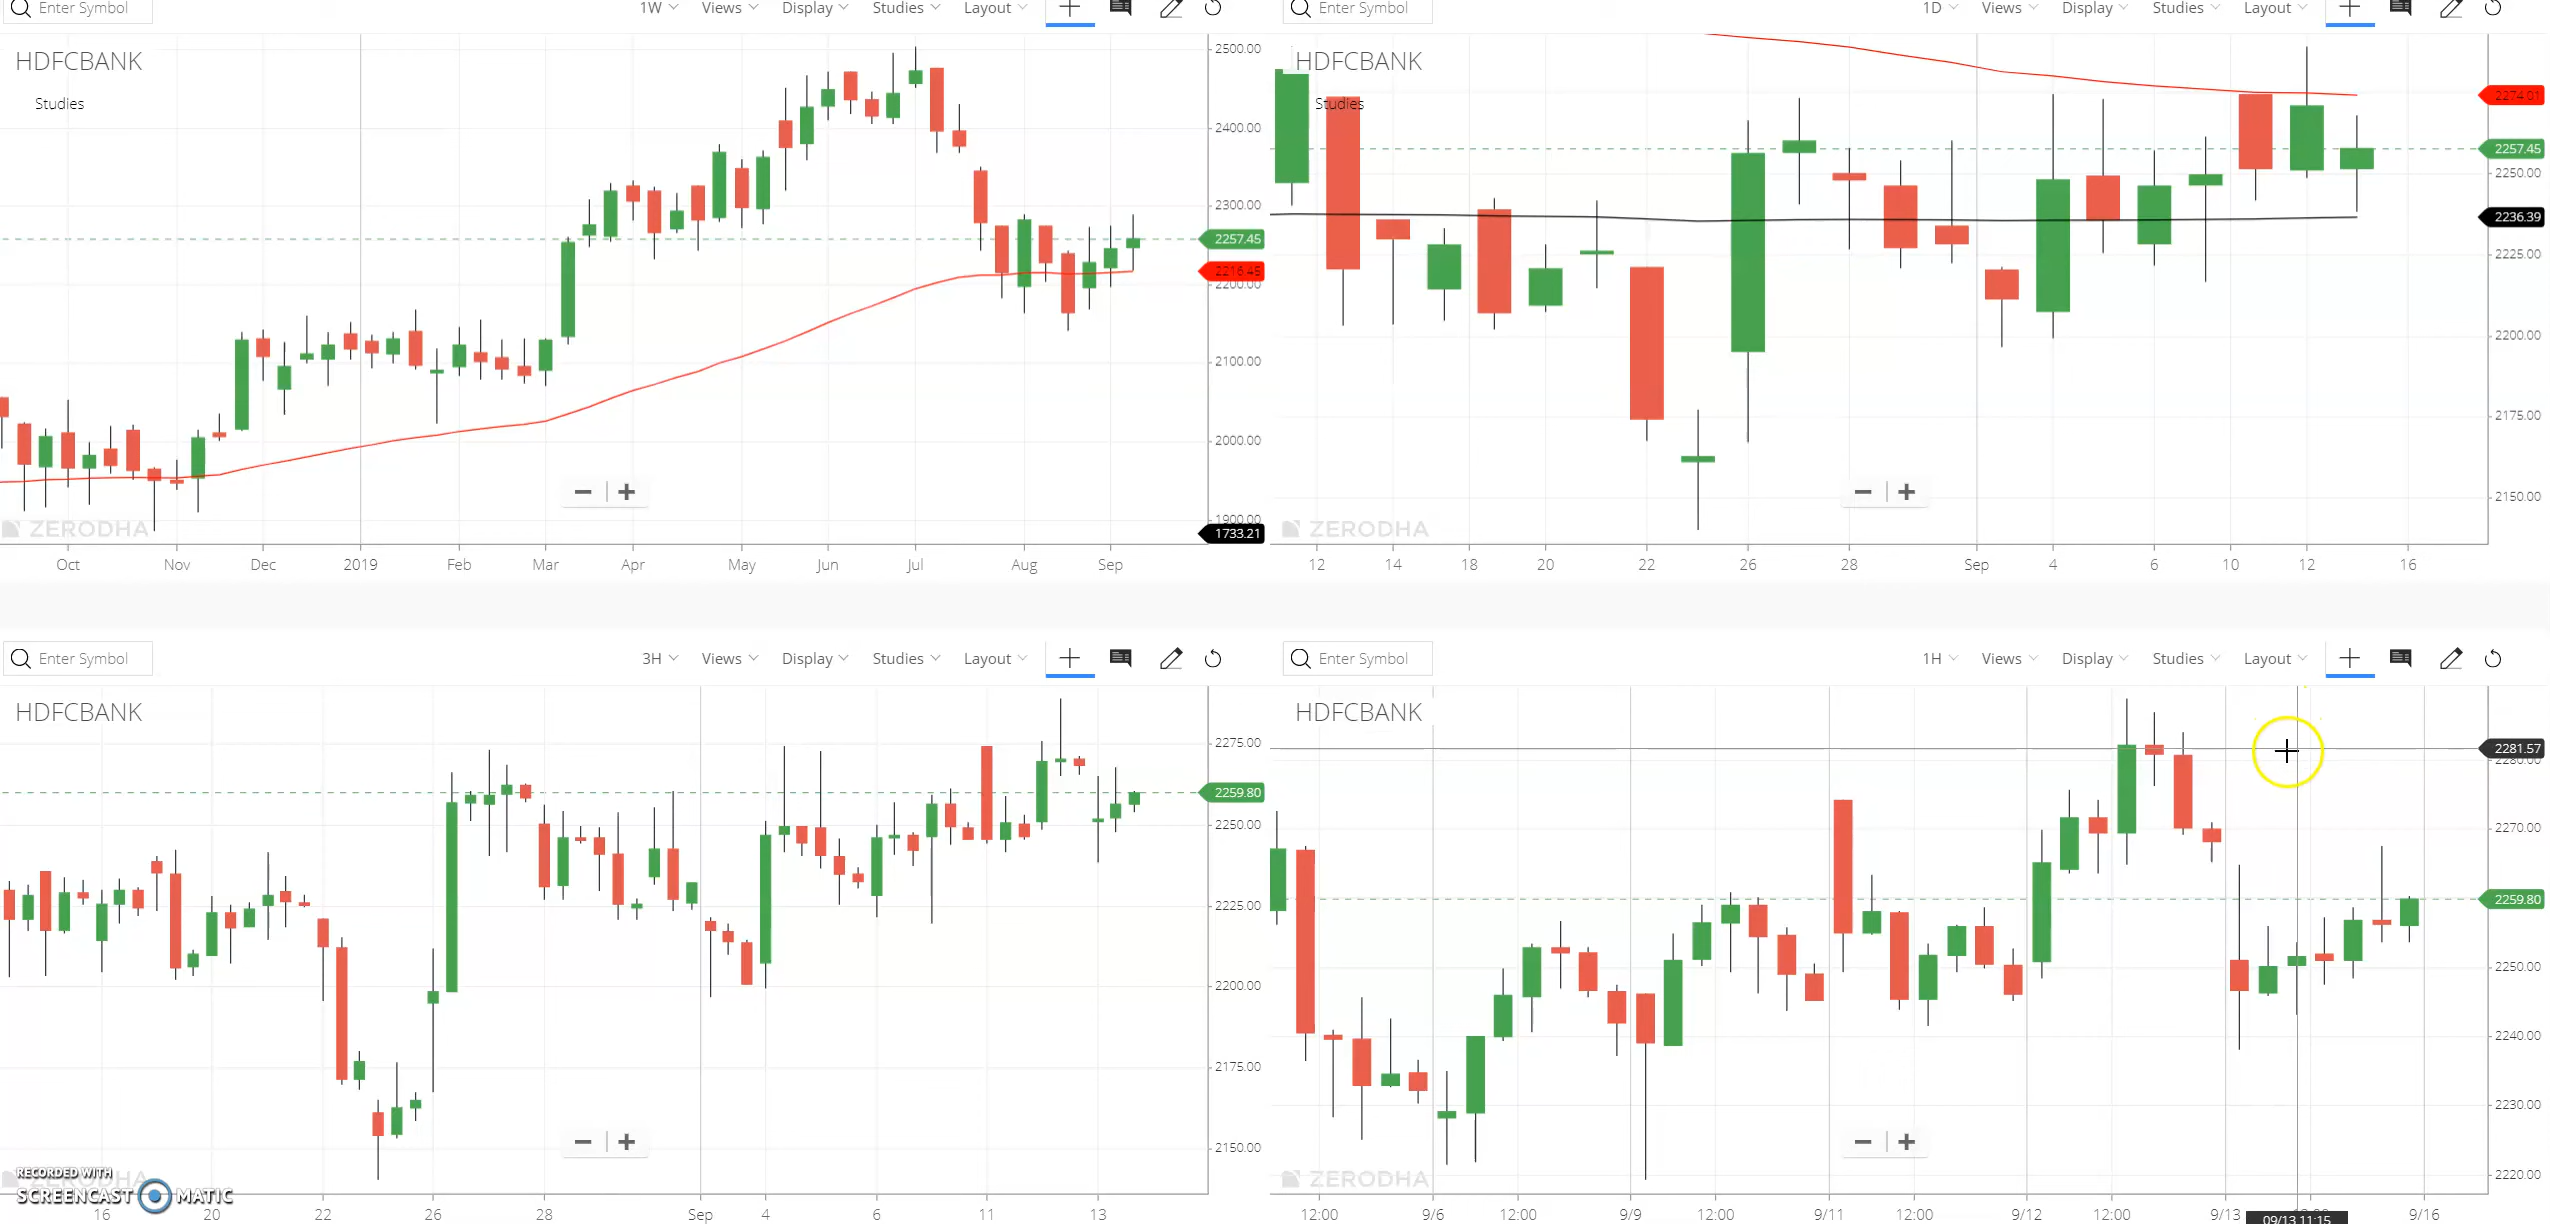 Enter Symbol 1W Views Display Studies Layout
HDFCBANK
Studies
2500.00
2400.00
2300.00
2257.45
2216.45
2200.00
2100.00
2000.00
1900.00
1733.21
ZERODHA
Oct Nov Dec 2019 Feb Mar Apr May Jun Jul Aug Sep
Enter Symbol 1D Views Display Studies Layout
HDFCBANK
Studies
2274.01
2257.45
2250.00
2236.39
2225.00
2200.00
2175.00
2150.00
ZERODHA
12 14 18 20 22 26 28 Sep 4 6 10 12 16
Enter Symbol 3H Views Display Studies Layout
HDFCBANK
2275.00
2259.80
2250.00
2225.00
2200.00
2175.00
2150.00
ZERODHA
RECORDED WITH
SCREENCAST MATIC
16 20 22 26 28 Sep 4 6 11 13
Enter Symbol 1H Views Display Studies Layout
HDFCBANK
2281.57
2280.00
2270.00
2259.80
2250.00
2240.00
2230.00
2220.00
ZERODHA
12:00 9/6 12:00 9/9 12:00 9/11 12:00 9/12 12:00 9/13 9/16
09/13 11:15